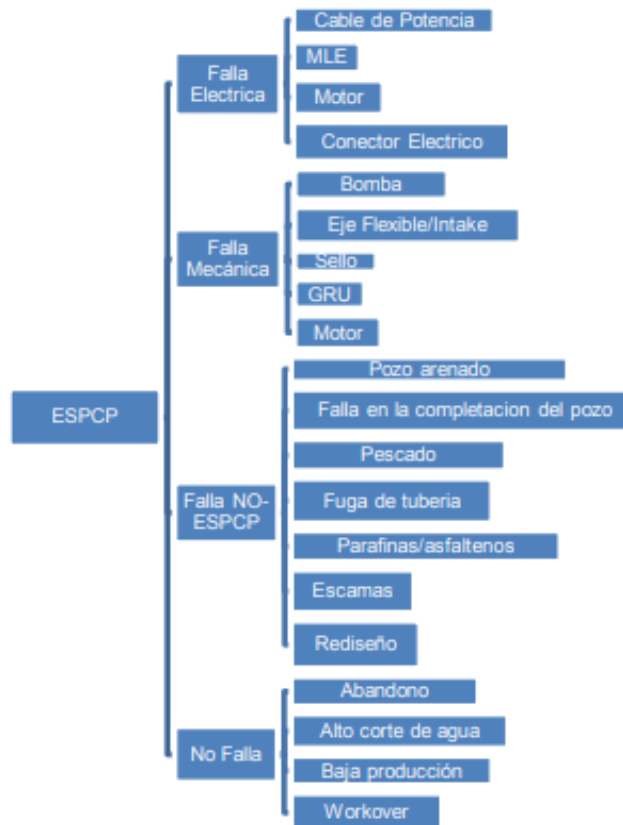 Cable de Potencia
MLE
Falla
Electrica
Motor
Conector Electrico
Bomba
Eje Flexible/Intake
Falla
Mecánica
Sello
GRU
Motor
ESPCP
Pozo arenado
Falla en la completacion del pozo
Pescado
Falla NO-
ESPCP
Fuga de tuberia
Parafinas/asfaltenos
Escamas
Rediseño
Abandono
Alto corte de agua
No Falla
Baja producción
Workover